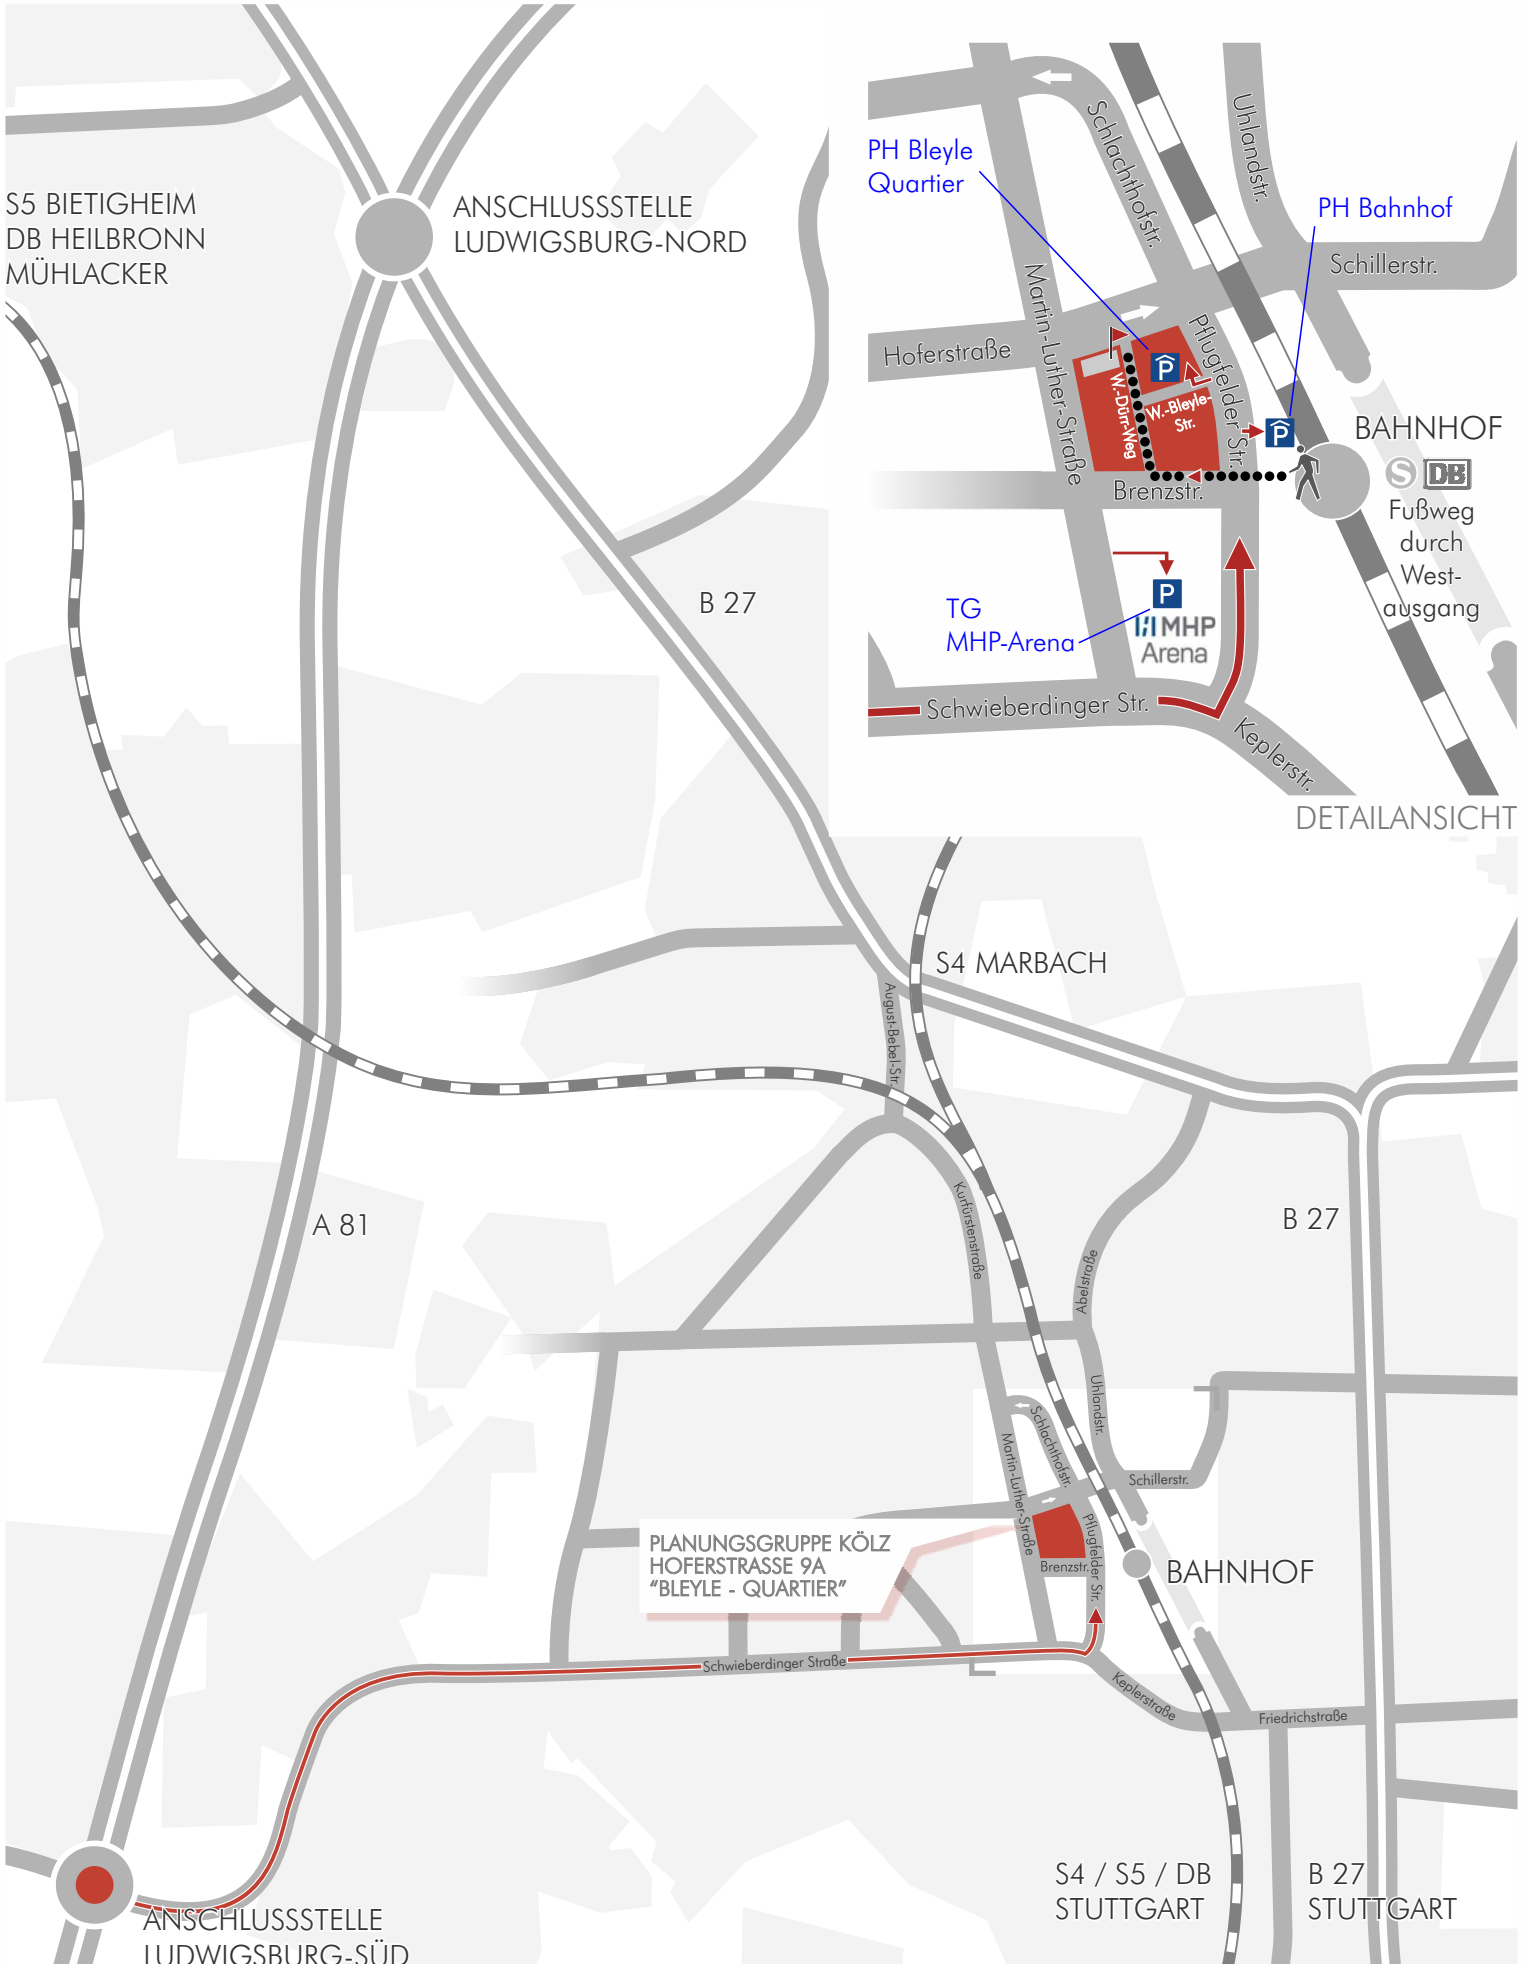 S5 BIETIGHEIM
DB HEILBRONN
MÜHLACKER
ANSCHLUSSSTELLE
LUDWIGSBURG-NORD
B 27
PH Bleyle
Quartier
Schlachthofstr.
Uhlandstr.
PH Bahnhof
Schillerstr.
Martin-Luther-Straße
Hoferstraße
Pflugfelder Str.
P
W.-Dürr-Weg
W.-Bleyle-
Str.
P
BAHNHOF
S DB
Fußweg
durch
West-
ausgang
Brenzstr.
TG
MHP-Arena
P
MHP
Arena
Schwieberdinger Str.
Keplerstr.
DETAILANSICHT
S4 MARBACH
August-Bebel-Str.
A 81
Kurfürstenstraße
Abelstraße
B 27
Uhlandstr.
Schlachthofstr.
Martin-Luther-Straße
Schillerstr.
Pflugfelder Str.
PLANUNGSGRUPPE KÖLZ
HOFERSTRASSE 9A
“BLEYLE - QUARTIER”
Brenzstr.
BAHNHOF
Schwieberdinger Straße
Keplerstraße
Friedrichstraße
S4 / S5 / DB
STUTTGART
B 27
STUTTGART
ANSCHLUSSSTELLE
LUDWIGSBURG-SÜD